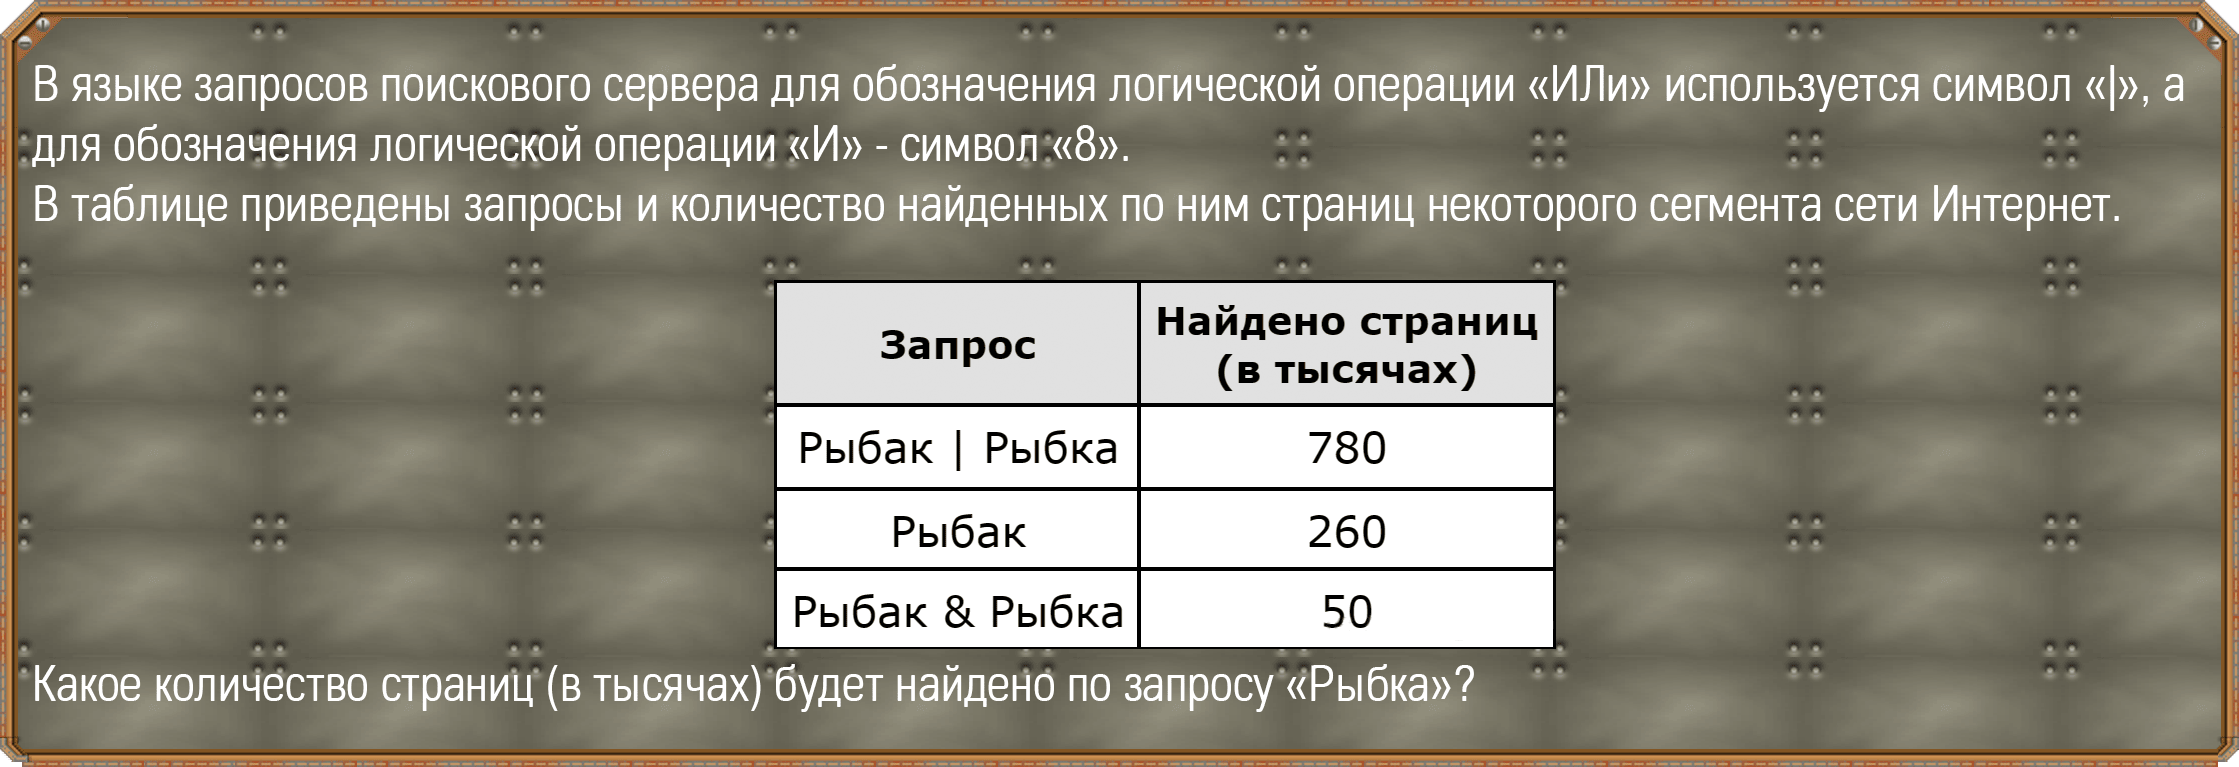 В языке запросов поискового сервера для обозначения логической операции «ИЛи» используется символ «|», а
для обозначения логической операции «И» - символ «8».
В таблице приведены запросы и количество найденных по ним страниц некоторого сегмента сети Интернет.
Запрос
Найдено страниц
(в тысячах)
Рыбак | Рыбка
780
Рыбак
260
Рыбак & Рыбка
50
Какое количество страниц (в тысячах) будет найдено по запросу «Рыбка»?